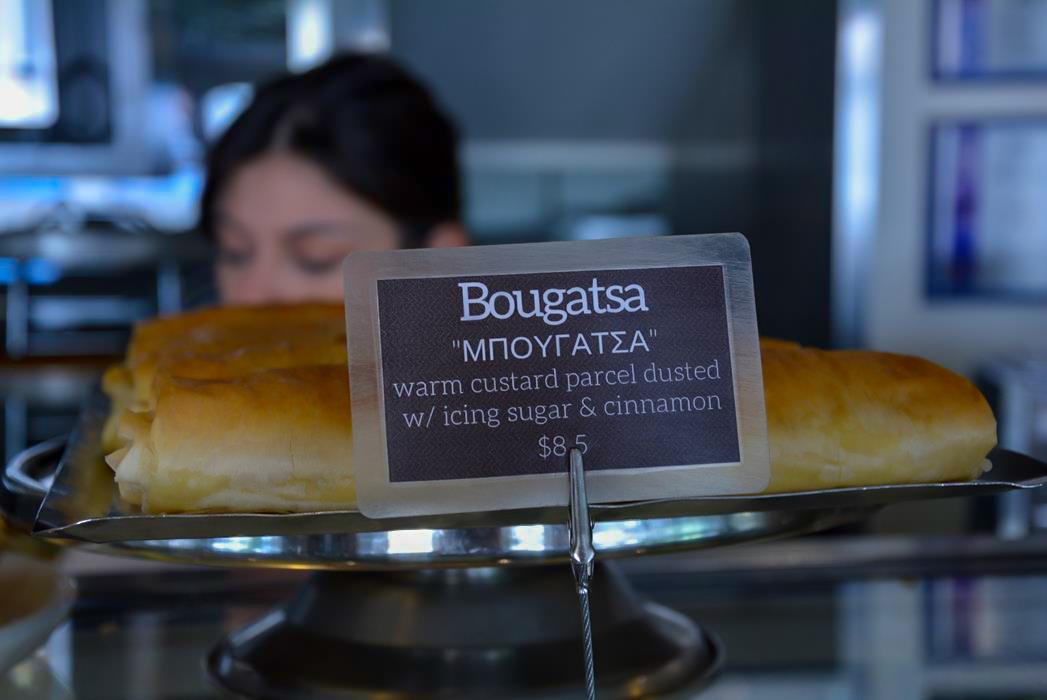 Bougatsa
"ΜΠΟΥΓΑΤΣΑ"
warm custard parcel dusted
w/ icing sugar & cinnamon
$8.5